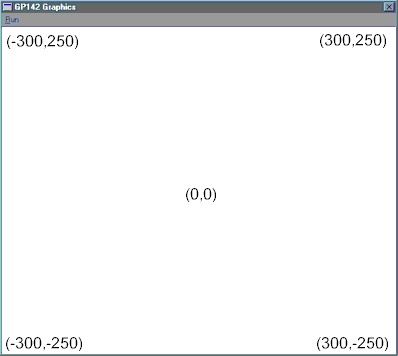 GP142 Graphics
Run
(-300,250) (300,250)
(0,0)
(-300,-250) (300,-250)